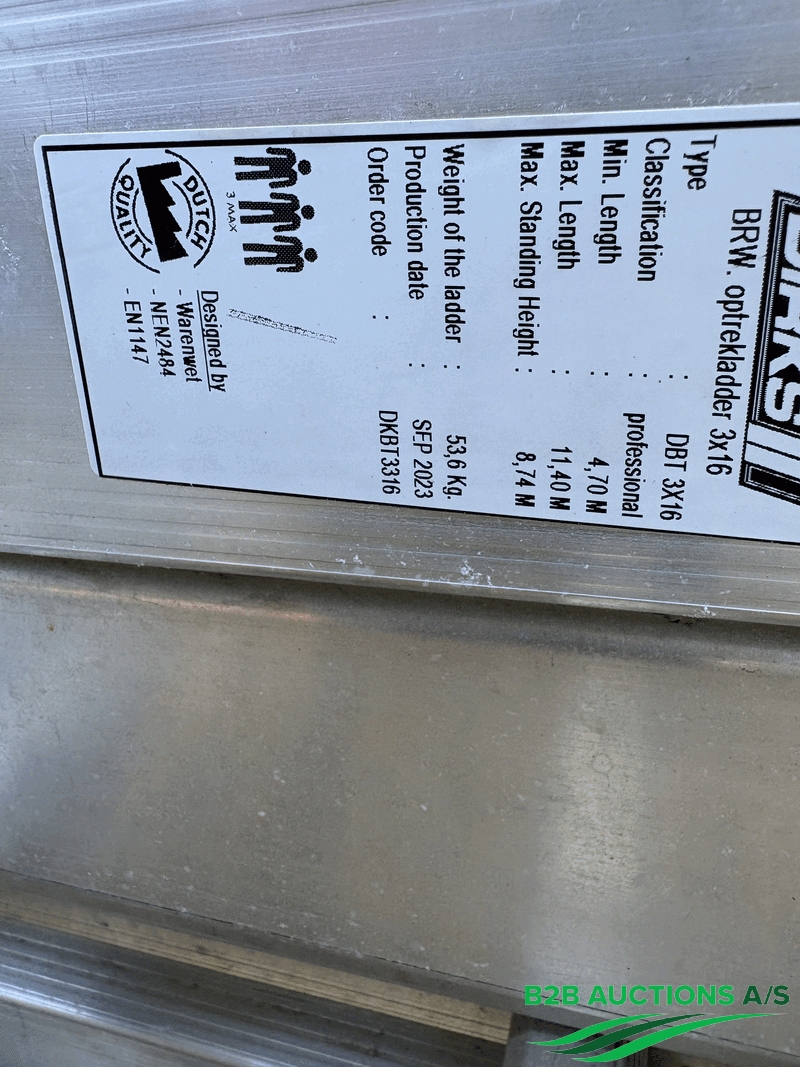 DIRKS
BRW. optrekladder 3x16
Type : DBT 3X16
Classification : professional
Min. Length : 4,70 M
Max. Length : 11,40 M
Max. Standing Height : 8,74 M
Weight of the ladder : 53,6 Kg.
Production date : SEP 2023
Order code : DKBT3316
3 MAX
DUTCH
QUALITY
Designed by
- Warenwet
- NEN2484
- EN1147
B2B AUCTIONS A/S